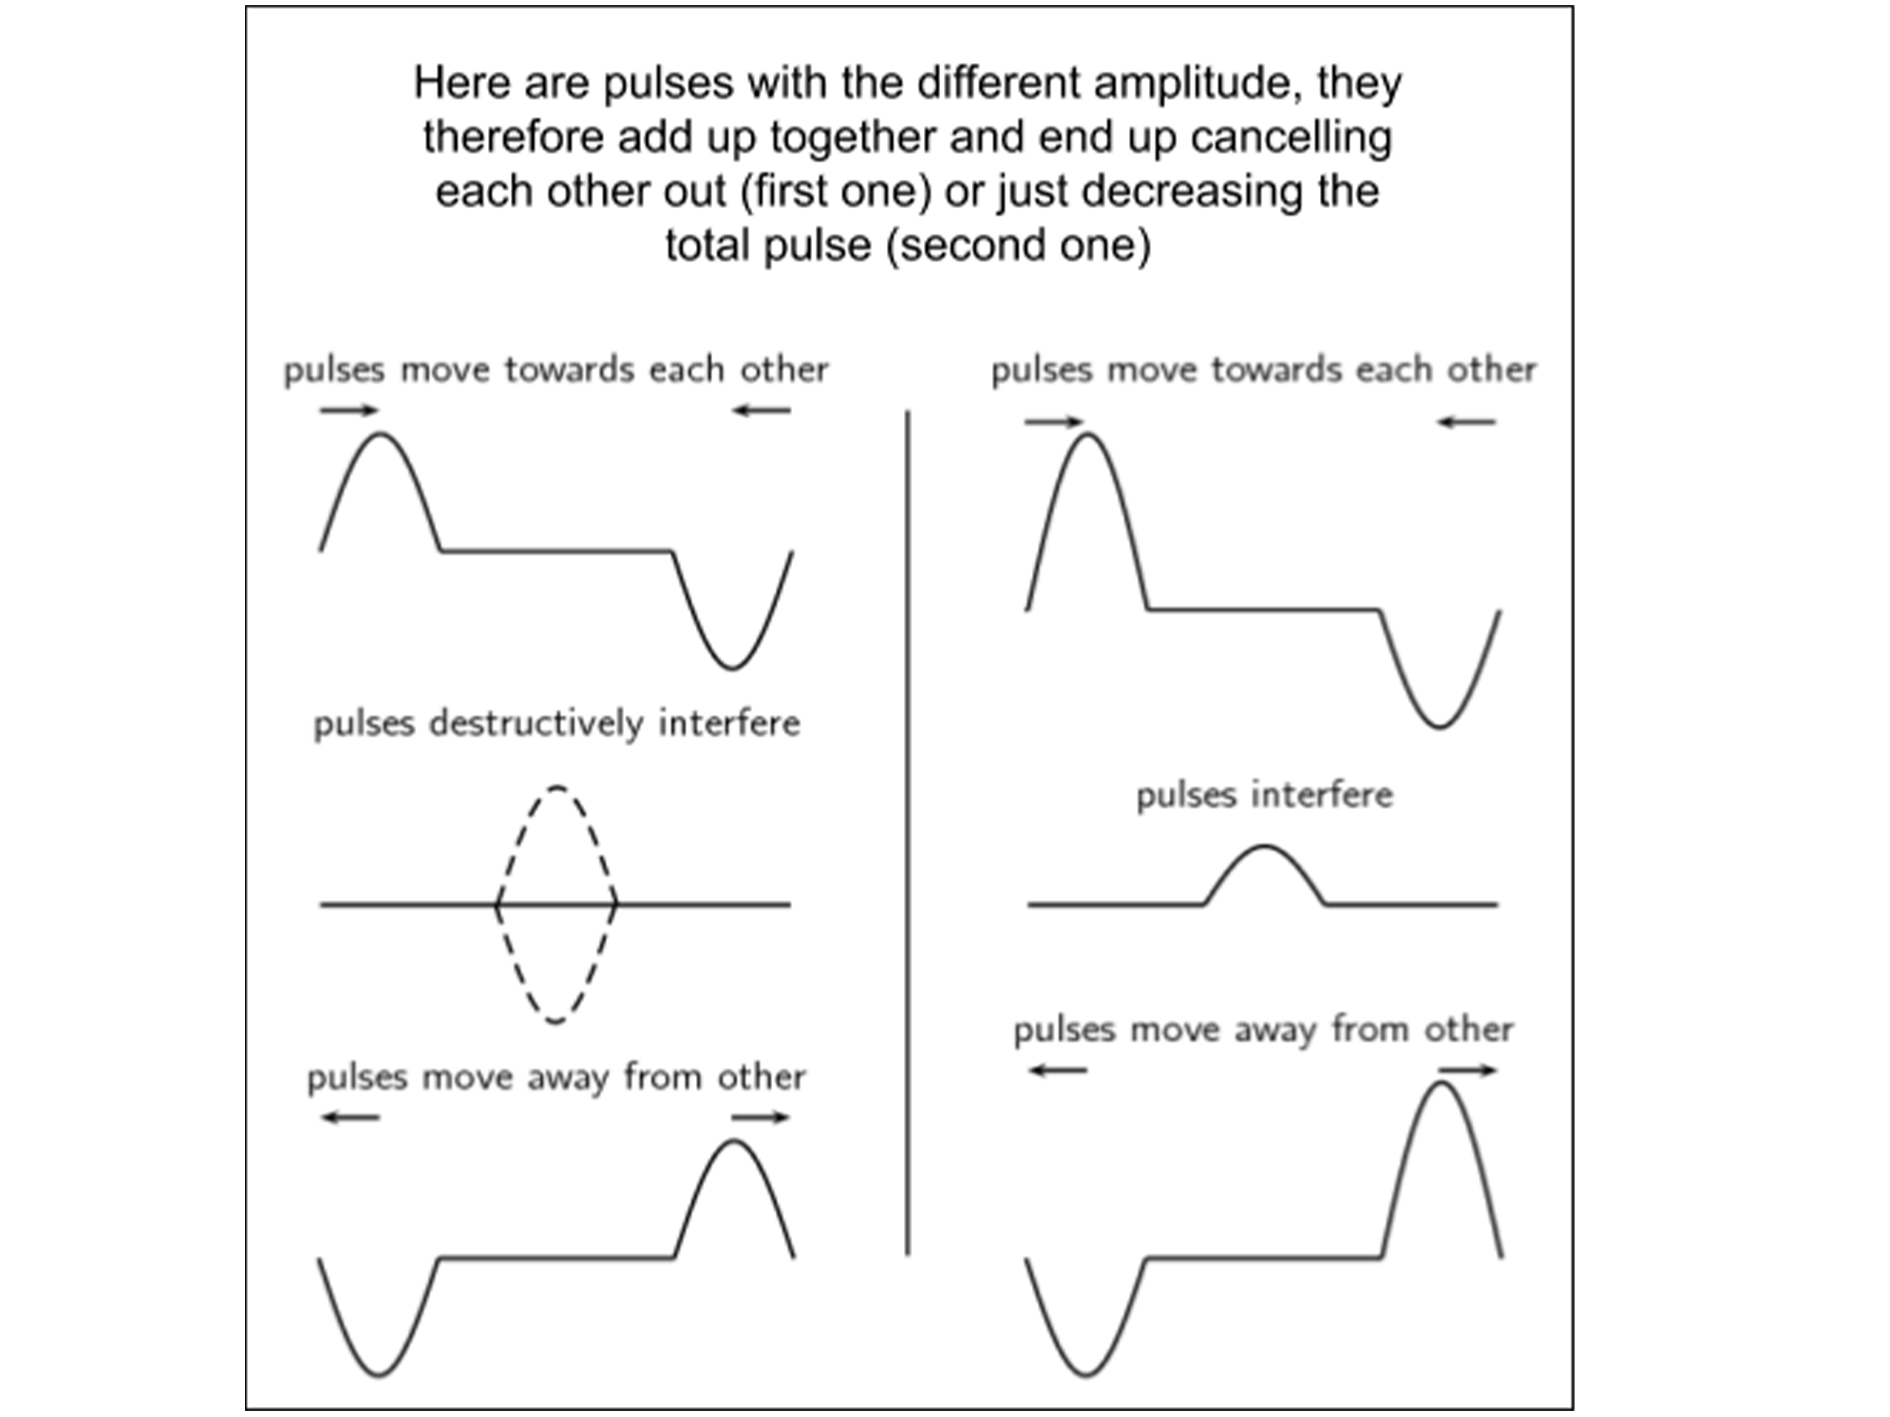 Here are pulses with the different amplitude, they
therefore add up together and end up cancelling
each other out (first one) or just decreasing the
total pulse (second one)
pulses move towards each other
pulses destructively interfere
pulses move away from other
pulses move towards each other
pulses interfere
pulses move away from other